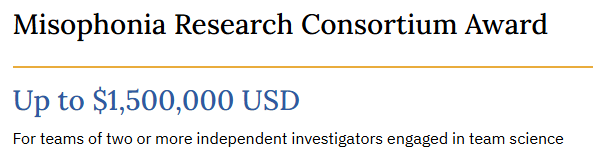 Misophonia Research Consortium Award
Up to $1,500,000 USD
For teams of two or more independent investigators engaged in team science